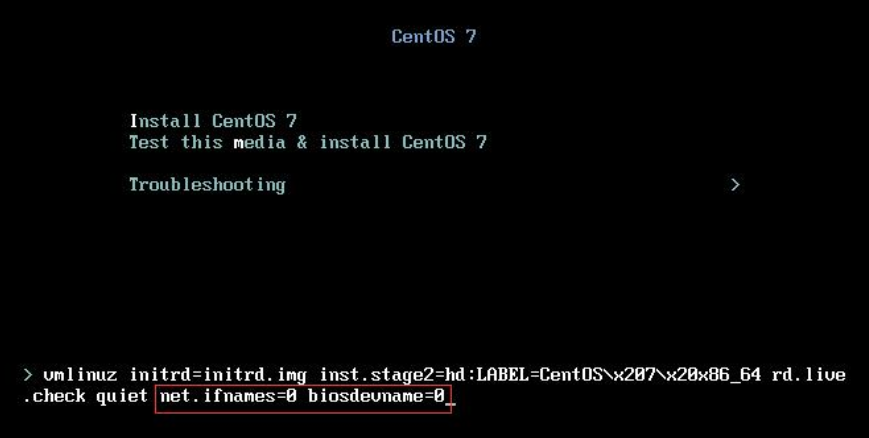 CentOS 7
Install CentOS 7
Test this media & install CentOS 7
Troubleshooting >
> vmlinuz initrd=initrd.img inst.stage2=hd:LABEL=CentOS\x207\x20x86_64 rd.live
.check quiet net.ifnames=0 biosdevname=0_